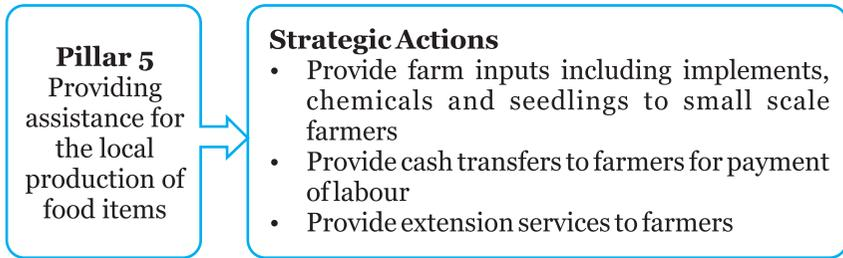 Pillar 5
Providing
assistance for
the local
production of
food items
Strategic Actions
• Provide farm inputs including implements,
chemicals and seedlings to small scale
farmers
• Provide cash transfers to farmers for payment
of labour
• Provide extension services to farmers